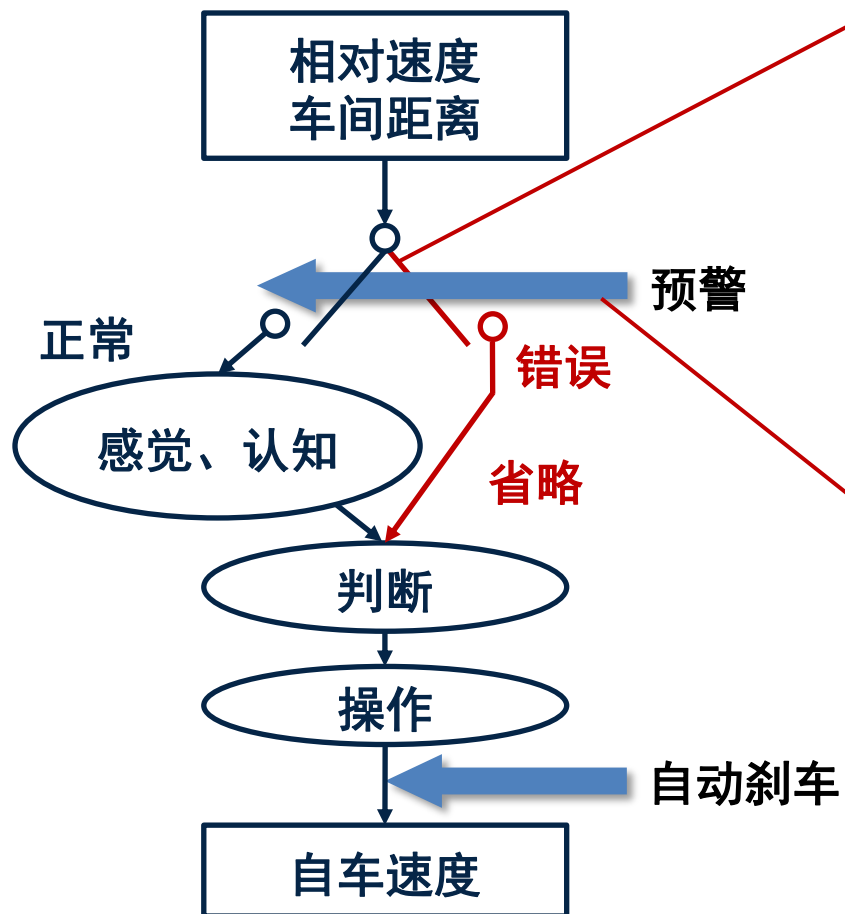 相对速度
车间距离
预警
正常
错误
感觉、认知
省略
判断
操作
自动刹车
自车速度